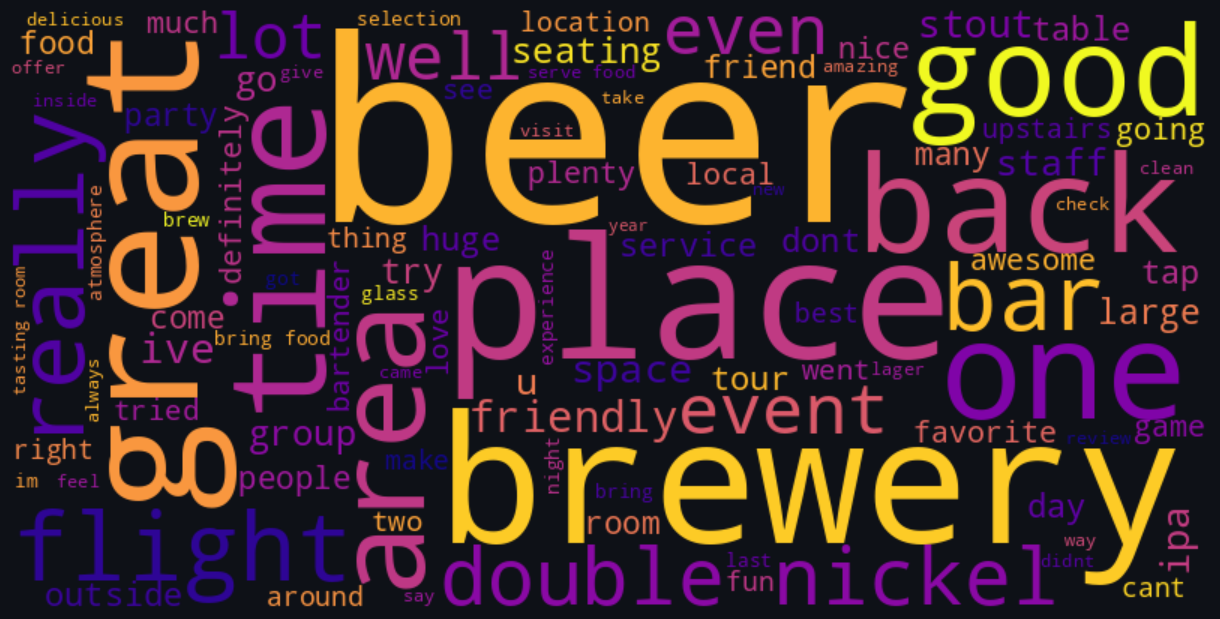 delicious
much
lot
selection
location
even
stout
table
food
great
well
seating
nice
good
offer
go
give
serve food
friend
amazing
inside
see
take
beer
party
time
visit
upstairs
going
really
definitely
plenty
local
new
many
staff
clean
atmosphere
brew
back
check
thing
huge
year
service
dont
awesome
tap
tasting room
got
try
place
glass
experience
bar
large
come
bartender
area
love
best
ive
bring food
one
always
came
u
space
tour
went
lager
tried
friendly
event
favorite
review
game
right
group
brewery
im
feel
people
make
night
bring
flight
two
room
day
ipa
outside
around
say
double
last
fun
nickel
didnt
way
cant